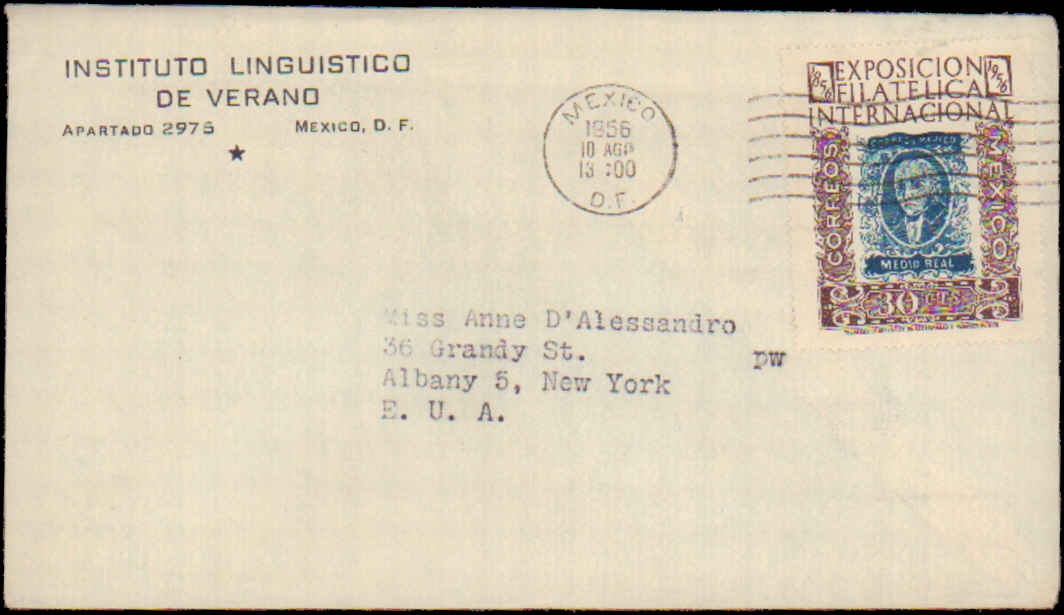 INSTITUTO LINGUISTICO
DE VERANO
APARTADO 2975 MEXICO, D. F.
MEXICO
1956
10 AGO
13:00
D.F.
1856 EXPOSICION 1956
FILATELICA
INTERNACIONAL
CORREOS
MEXICO
MEDIO REAL
30 CTS
Miss Anne D'Alessandro
36 Grandy St.
pw
Albany 5, New York
E. U. A.